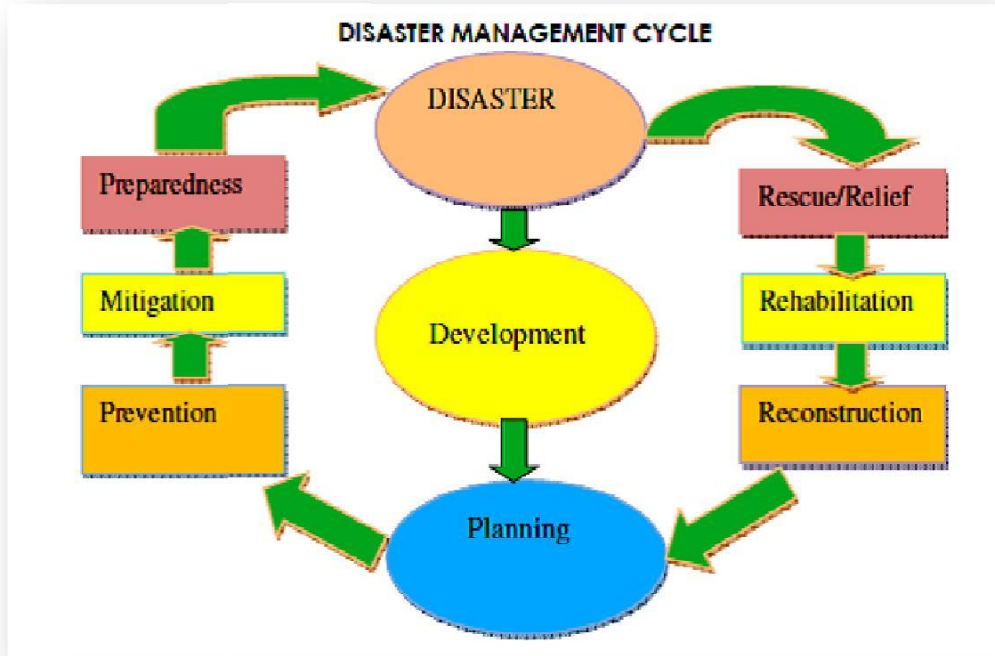 DISASTER MANAGEMENT CYCLE
DISASTER
Preparedness
Rescue/Relief
Mitigation
Rehabilitation
Development
Prevention
Reconstruction
Planning